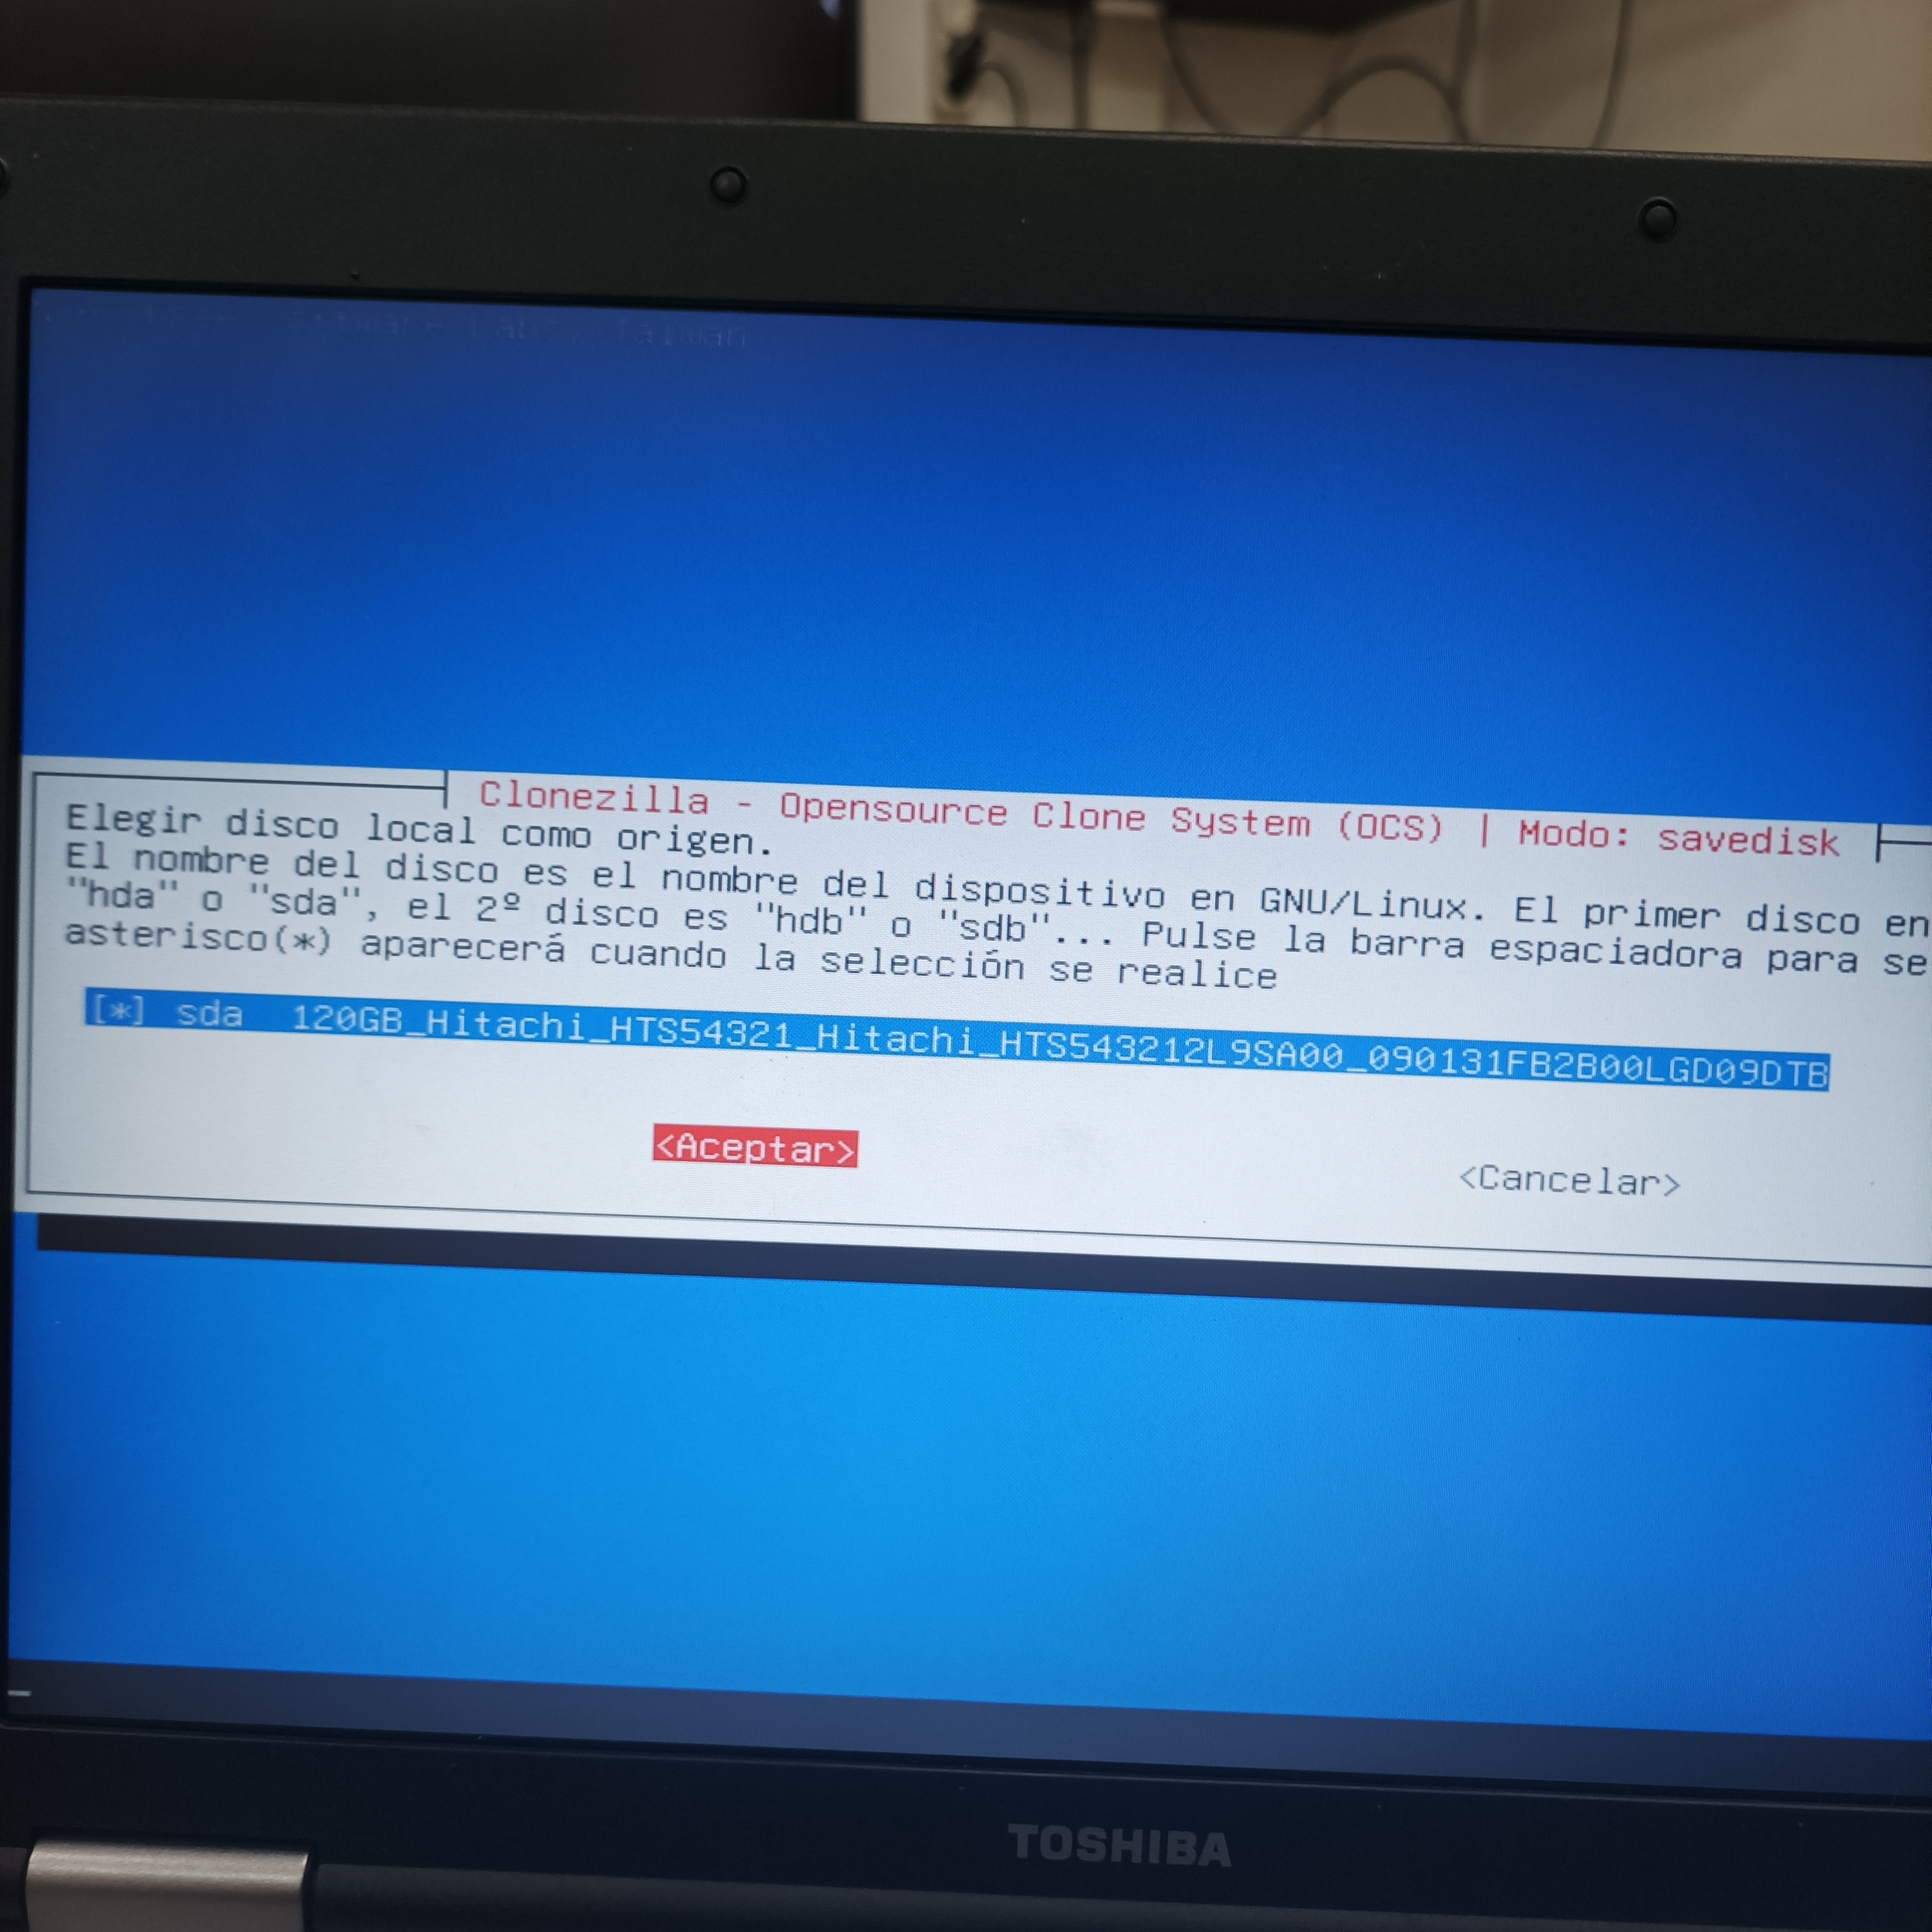 Clonezilla - Opensource Clone System (OCS) | Modo: savedisk
Elegir disco local como origen.
El nombre del disco es el nombre del dispositivo en GNU/Linux. El primer disco en
"hda" o "sda", el 2º disco es "hdb" o "sdb"... Pulse la barra espaciadora para se
asterisco(*) aparecerá cuando la selección se realice
[*] sda 120GB_Hitachi_HTS54321_Hitachi_HTS543212L9SA00_090131FB2B00LGD09DTB
<Aceptar> <Cancelar>
TOSHIBA